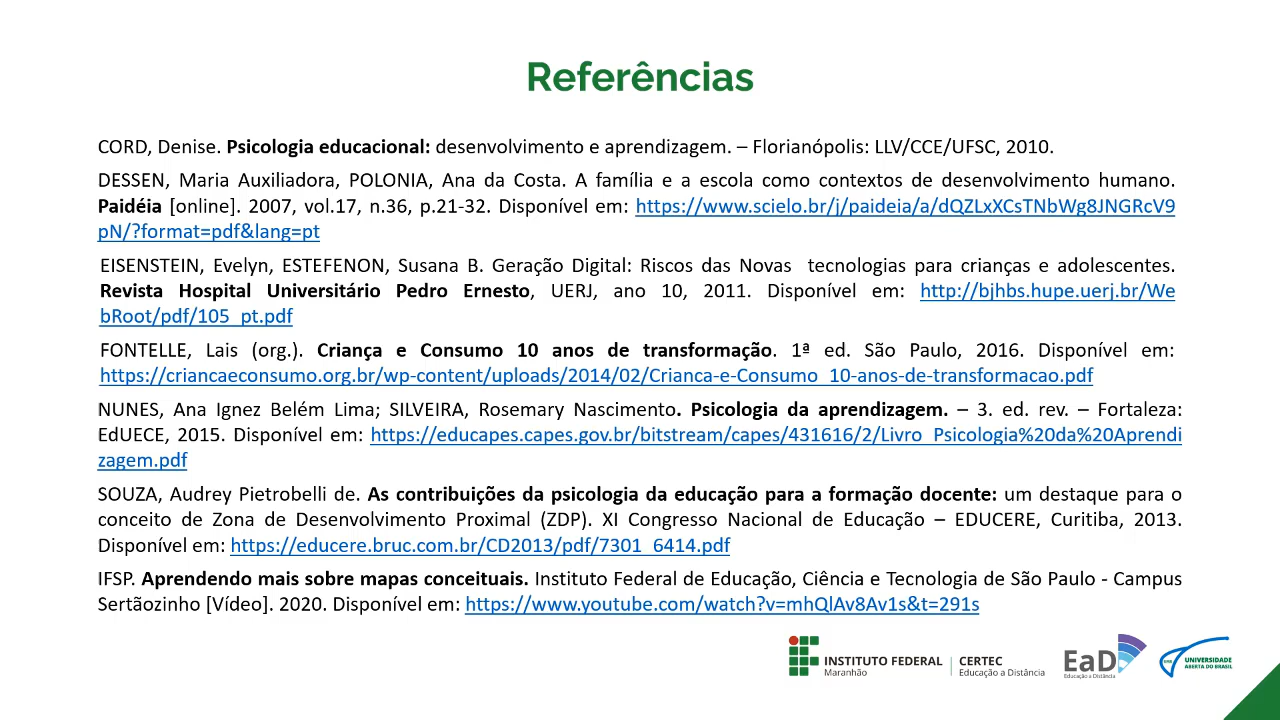 Referências
CORD, Denise. Psicologia educacional: desenvolvimento e aprendizagem. – Florianópolis: LLV/CCE/UFSC, 2010.
DESSEN, Maria Auxiliadora, POLONIA, Ana da Costa. A família e a escola como contextos de desenvolvimento humano.
Paidéia [online]. 2007, vol.17, n.36, p.21-32. Disponível em: https://www.scielo.br/j/paideia/a/dQZLxXCsTNbWg8JNGRcV9
pN/?format=pdf&lang=pt
EISENSTEIN, Evelyn, ESTEFENON, Susana B. Geração Digital: Riscos das Novas tecnologias para crianças e adolescentes.
Revista Hospital Universitário Pedro Ernesto, UERJ, ano 10, 2011. Disponível em: http://bjhbs.hupe.uerj.br/We
bRoot/pdf/105_pt.pdf
FONTELLE, Lais (org.). Criança e Consumo 10 anos de transformação. 1ª ed. São Paulo, 2016. Disponível em:
https://criancaeconsumo.org.br/wp-content/uploads/2014/02/Crianca-e-Consumo_10-anos-de-transformacao.pdf
NUNES, Ana Ignez Belém Lima; SILVEIRA, Rosemary Nascimento. Psicologia da aprendizagem. – 3. ed. rev. – Fortaleza:
EdUECE, 2015. Disponível em: https://educapes.capes.gov.br/bitstream/capes/431616/2/Livro_Psicologia%20da%20Aprendi
zagem.pdf
SOUZA, Audrey Pietrobelli de. As contribuições da psicologia da educação para a formação docente: um destaque para o
conceito de Zona de Desenvolvimento Proximal (ZDP). XI Congresso Nacional de Educação – EDUCERE, Curitiba, 2013.
Disponível em: https://educere.bruc.com.br/CD2013/pdf/7301_6414.pdf
IFSP. Aprendendo mais sobre mapas conceituais. Instituto Federal de Educação, Ciência e Tecnologia de São Paulo - Campus
Sertãozinho [Vídeo]. 2020. Disponível em: https://www.youtube.com/watch?v=mhQlAv8Av1s&t=291s
INSTITUTO FEDERAL
Maranhão
CERTEC
Educação a Distância
EaD
Educação a Distância
UAB
UNIVERSIDADE
ABERTA DO BRASIL